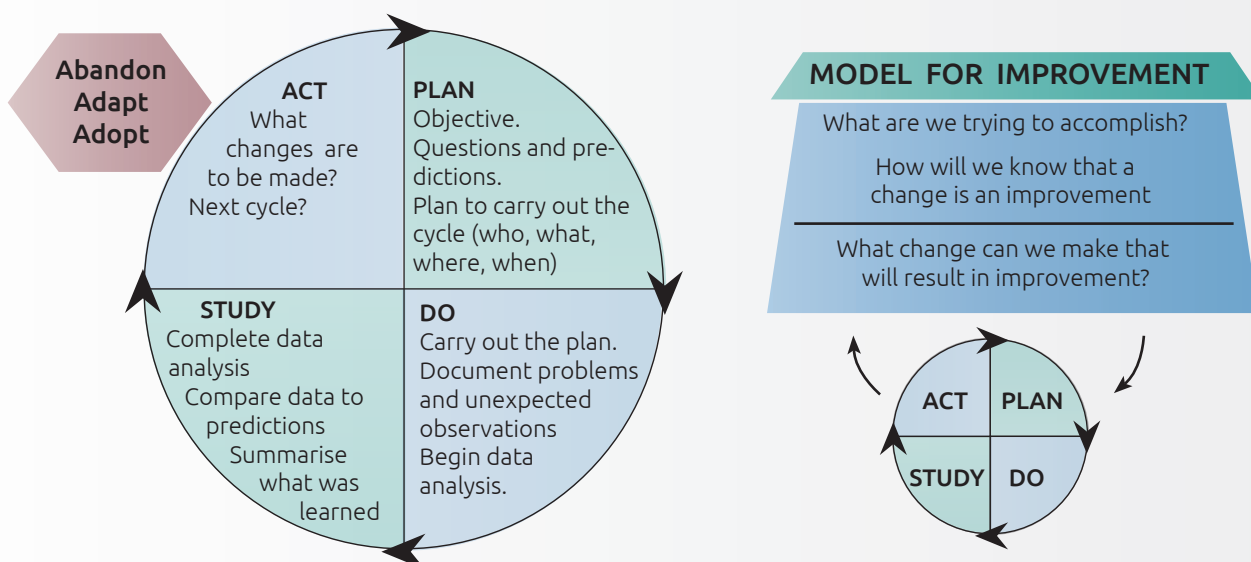 Abandon
Adapt
Adopt
ACT
What
changes are
to be made?
Next cycle?
PLAN
Objective.
Questions and pre-
dictions.
Plan to carry out the
cycle (who, what,
where, when)
STUDY
Complete data
analysis
Compare data to
predictions
Summarise
what was
learned
DO
Carry out the plan.
Document problems
and unexpected
observations
Begin data
analysis.
MODEL FOR IMPROVEMENT
What are we trying to accomplish?
How will we know that a
change is an improvement
What change can we make that
will result in improvement?
ACT
PLAN
STUDY
DO